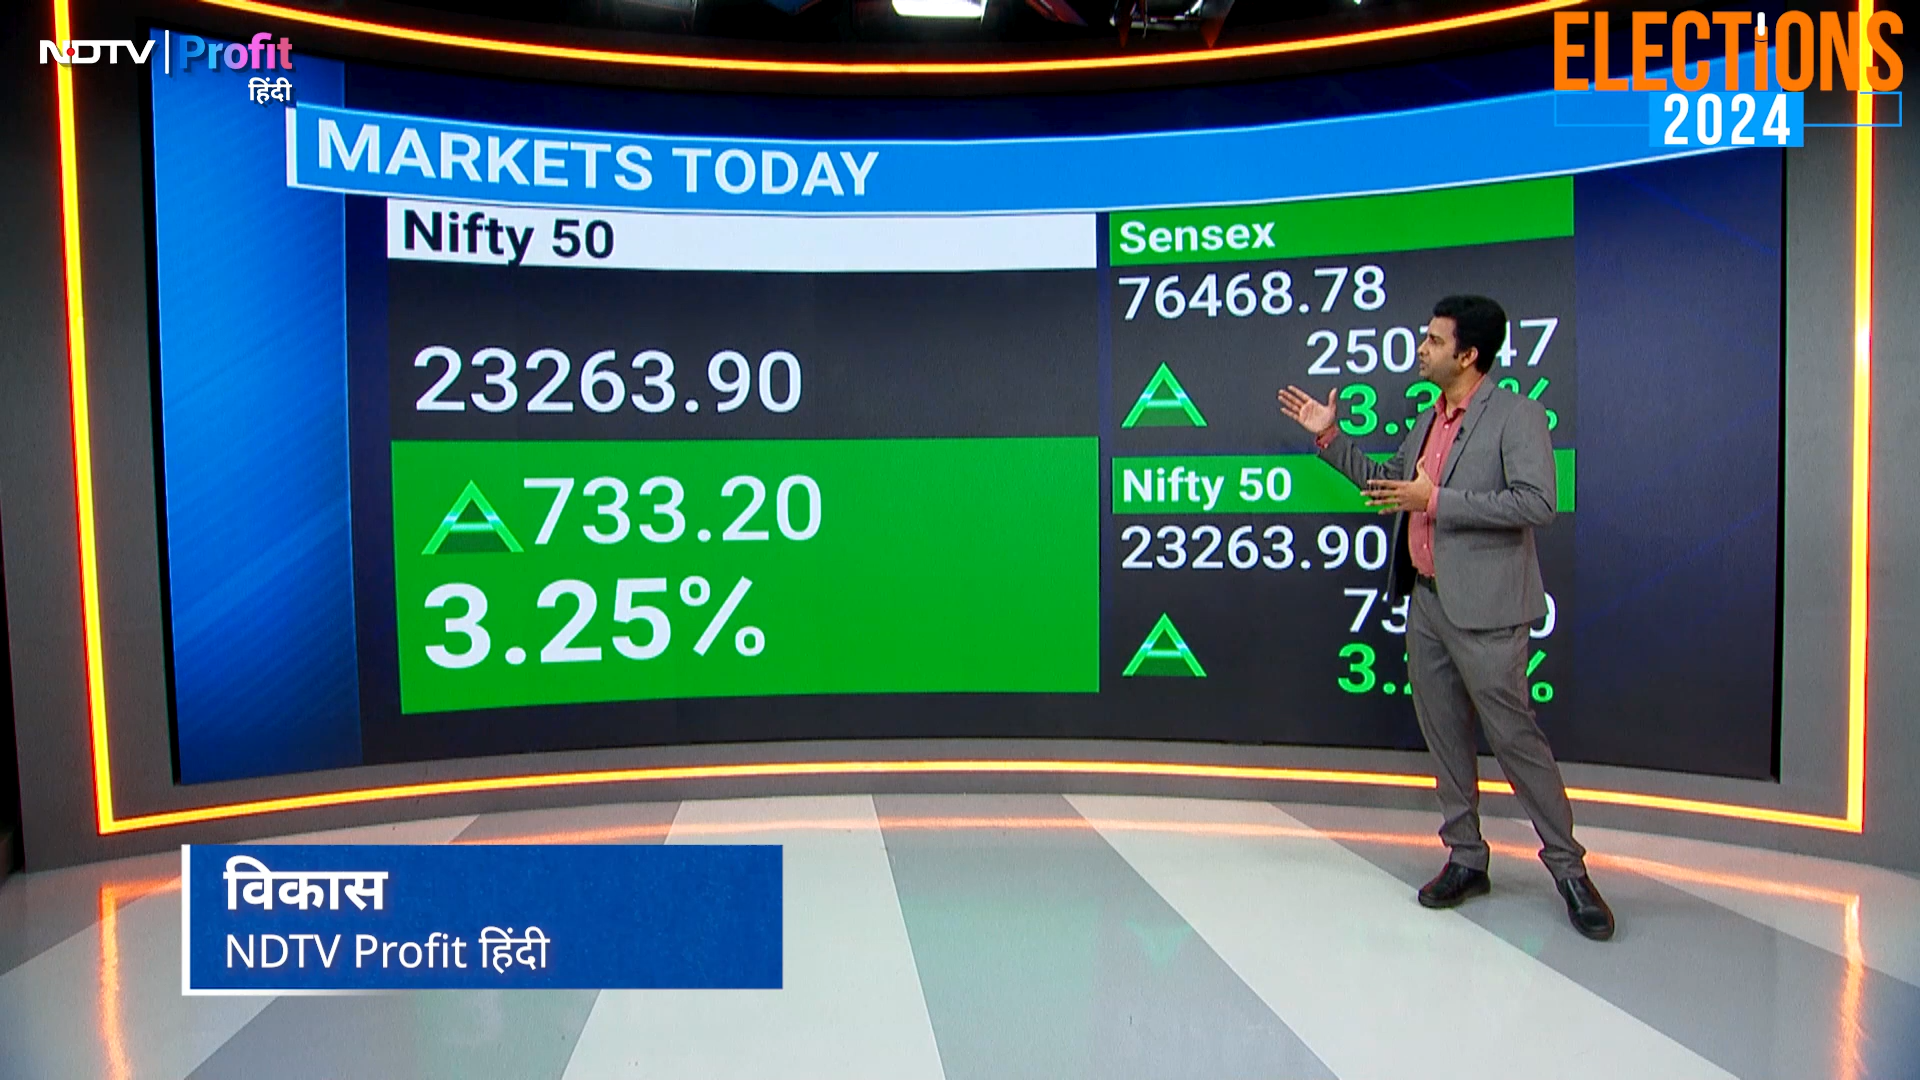 NDTV Profit
हिंदी
ELECTIONS
2024
MARKETS TODAY
Nifty 50
23263.90
733.20
3.25%
Sensex
76468.78
Nifty 50
23263.90
विकास
NDTV Profit हिंदी